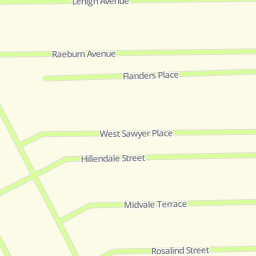 Lehigh Avenue
Raeburn Avenue
Flanders Place
West Sawyer Place
Hillendale Street
Midvale Terrace
Rosalind Street